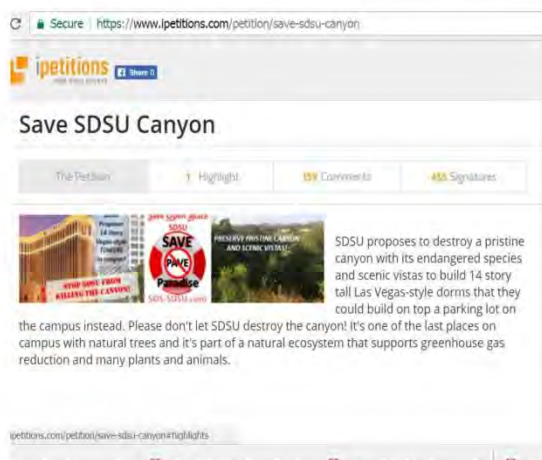 Secure | https://www.ipetitions.com/petition/save-sdsu-canyon
ipetitions
Share 0
Save SDSU Canyon
The Petition 1 Highlight 159 Comments 455 Signatures
14 Story
STOP SDSU FROM
KILLING THE CANYON!
SDSU
SAVE
PAVE
Paradise
SOS-SDSU.com
PRESERVE PRISTINE CANYON
AND SCENIC VISTAS!
SDSU proposes to destroy a pristine
canyon with its endangered species
and scenic vistas to build 14 story
tall Las Vegas-style dorms that they
could build on top a parking lot on
the campus instead. Please don't let SDSU destroy the canyon! It's one of the last places on
campus with natural trees and it's part of a natural ecosystem that supports greenhouse gas
reduction and many plants and animals.
ipetitions.com/petition/save-sdsu-canyon#highlights